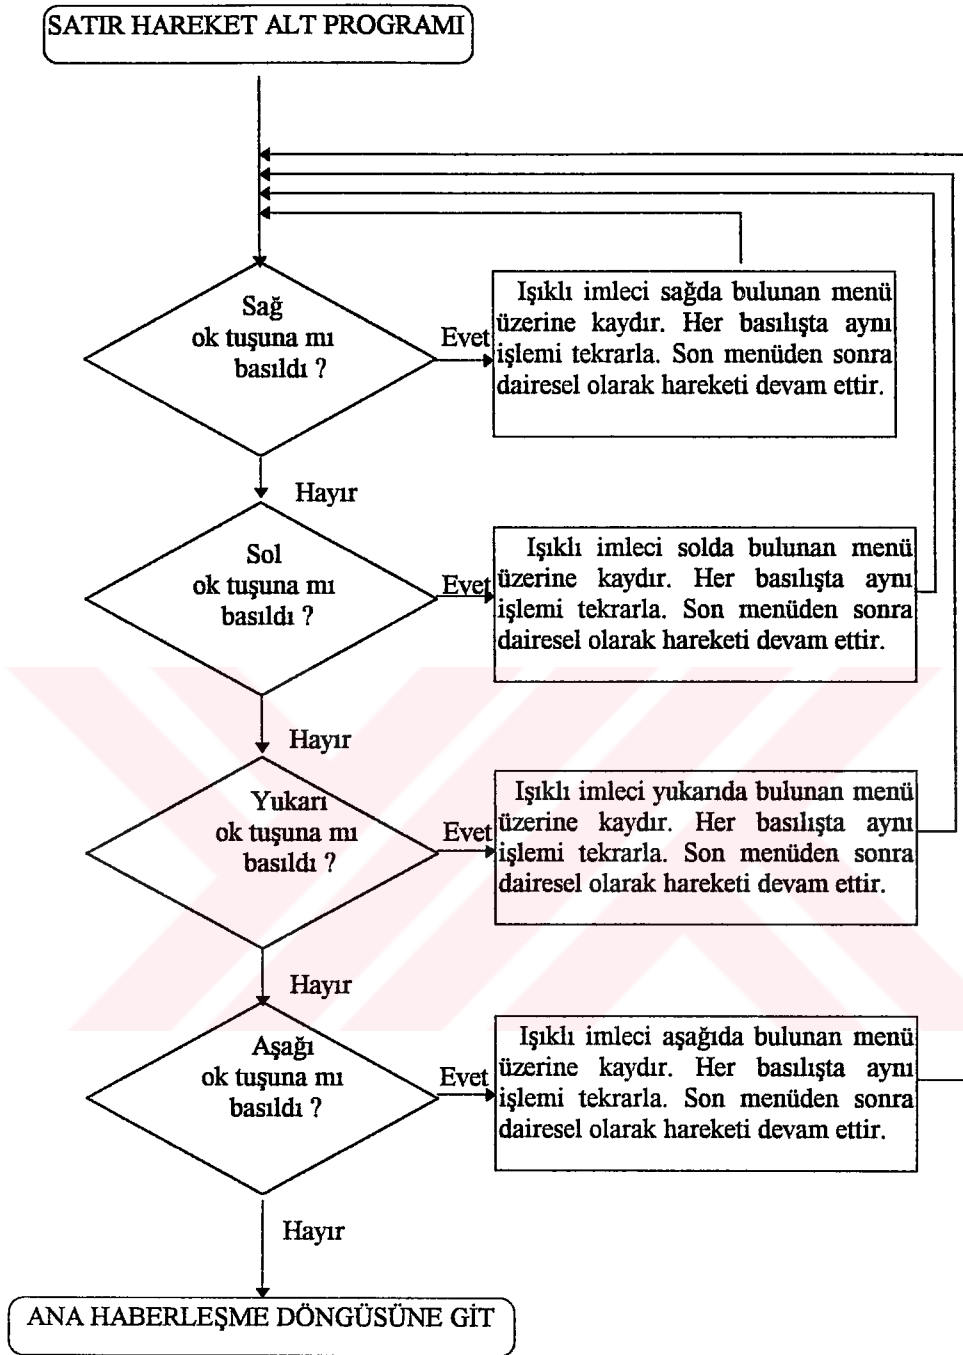 SATIR HAREKET ALT PROGRAMI
Sağ
ok tuşuna mı
basıldı ?
Evet
Işıklı imleci sağda bulunan menü
üzerine kaydır. Her basılışta aynı
işlemi tekrarla. Son menüden sonra
dairesel olarak hareketi devam ettir.
Hayır
Sol
ok tuşuna mı
basıldı ?
Evet
Işıklı imleci solda bulunan menü
üzerine kaydır. Her basılışta aynı
işlemi tekrarla. Son menüden sonra
dairesel olarak hareketi devam ettir.
Hayır
Yukarı
ok tuşuna mı
basıldı ?
Evet
Işıklı imleci yukarıda bulunan menü
üzerine kaydır. Her basılışta aynı
işlemi tekrarla. Son menüden sonra
dairesel olarak hareketi devam ettir.
Hayır
Aşağı
ok tuşuna mı
basıldı ?
Evet
Işıklı imleci aşağıda bulunan menü
üzerine kaydır. Her basılışta aynı
işlemi tekrarla. Son menüden sonra
dairesel olarak hareketi devam ettir.
Hayır
ANA HABERLEŞME DÖNGÜSÜNE GİT